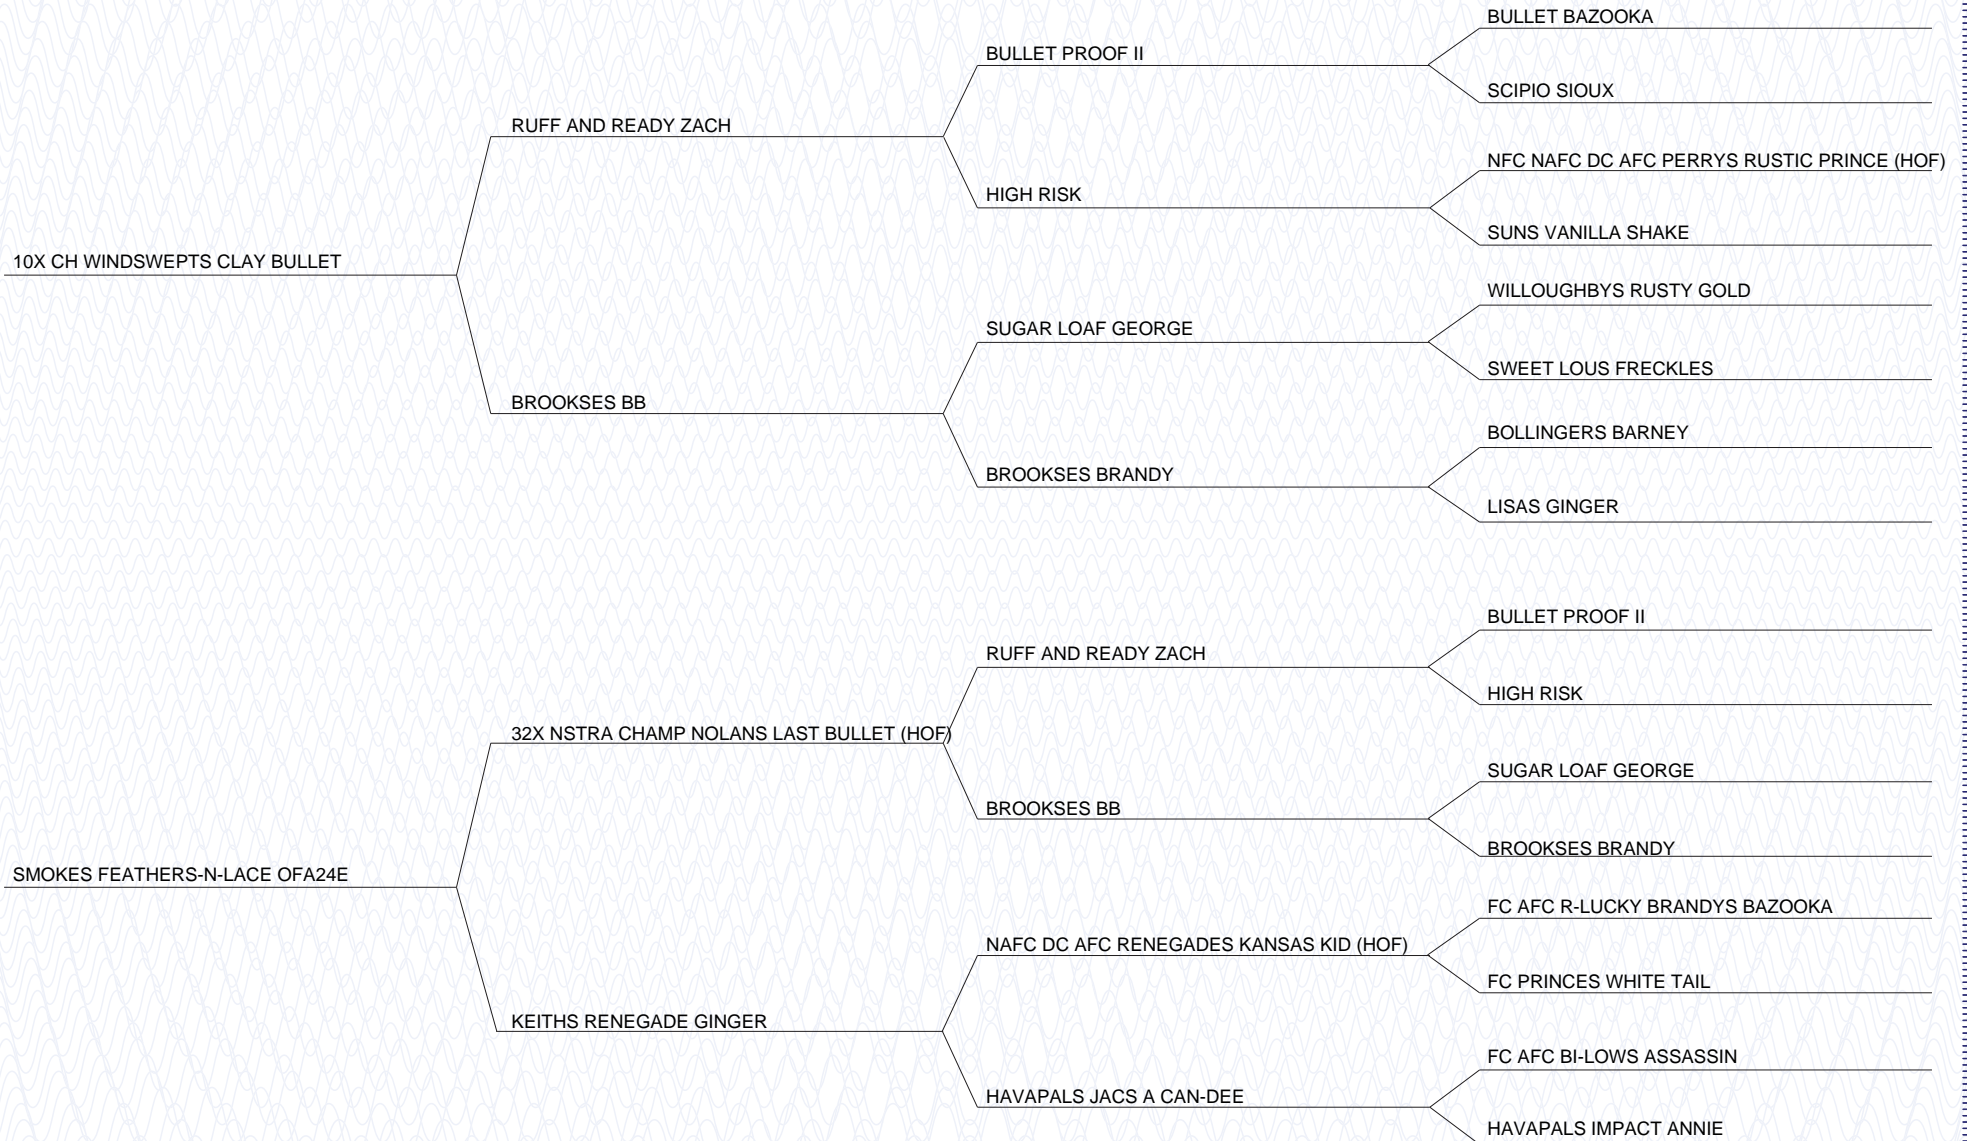 BULLET BAZOOKA
BULLET PROOF II
SCIPIO SIOUX
RUFF AND READY ZACH
NFC NAFC DC AFC PERRYS RUSTIC PRINCE (HOF)
HIGH RISK
SUNS VANILLA SHAKE
10X CH WINDSWEPTS CLAY BULLET
WILLOUGHBYS RUSTY GOLD
SUGAR LOAF GEORGE
SWEET LOUS FRECKLES
BROOKSES BB
BOLLINGERS BARNEY
BROOKSES BRANDY
LISAS GINGER
BULLET PROOF II
RUFF AND READY ZACH
HIGH RISK
32X NSTRA CHAMP NOLANS LAST BULLET (HOF)
SUGAR LOAF GEORGE
BROOKSES BB
BROOKSES BRANDY
SMOKES FEATHERS-N-LACE OFA24E
FC AFC R-LUCKY BRANDYS BAZOOKA
NAFC DC AFC RENEGADES KANSAS KID (HOF)
FC PRINCES WHITE TAIL
KEITHS RENEGADE GINGER
FC AFC BI-LOWS ASSASSIN
HAVAPALS JACS A CAN-DEE
HAVAPALS IMPACT ANNIE